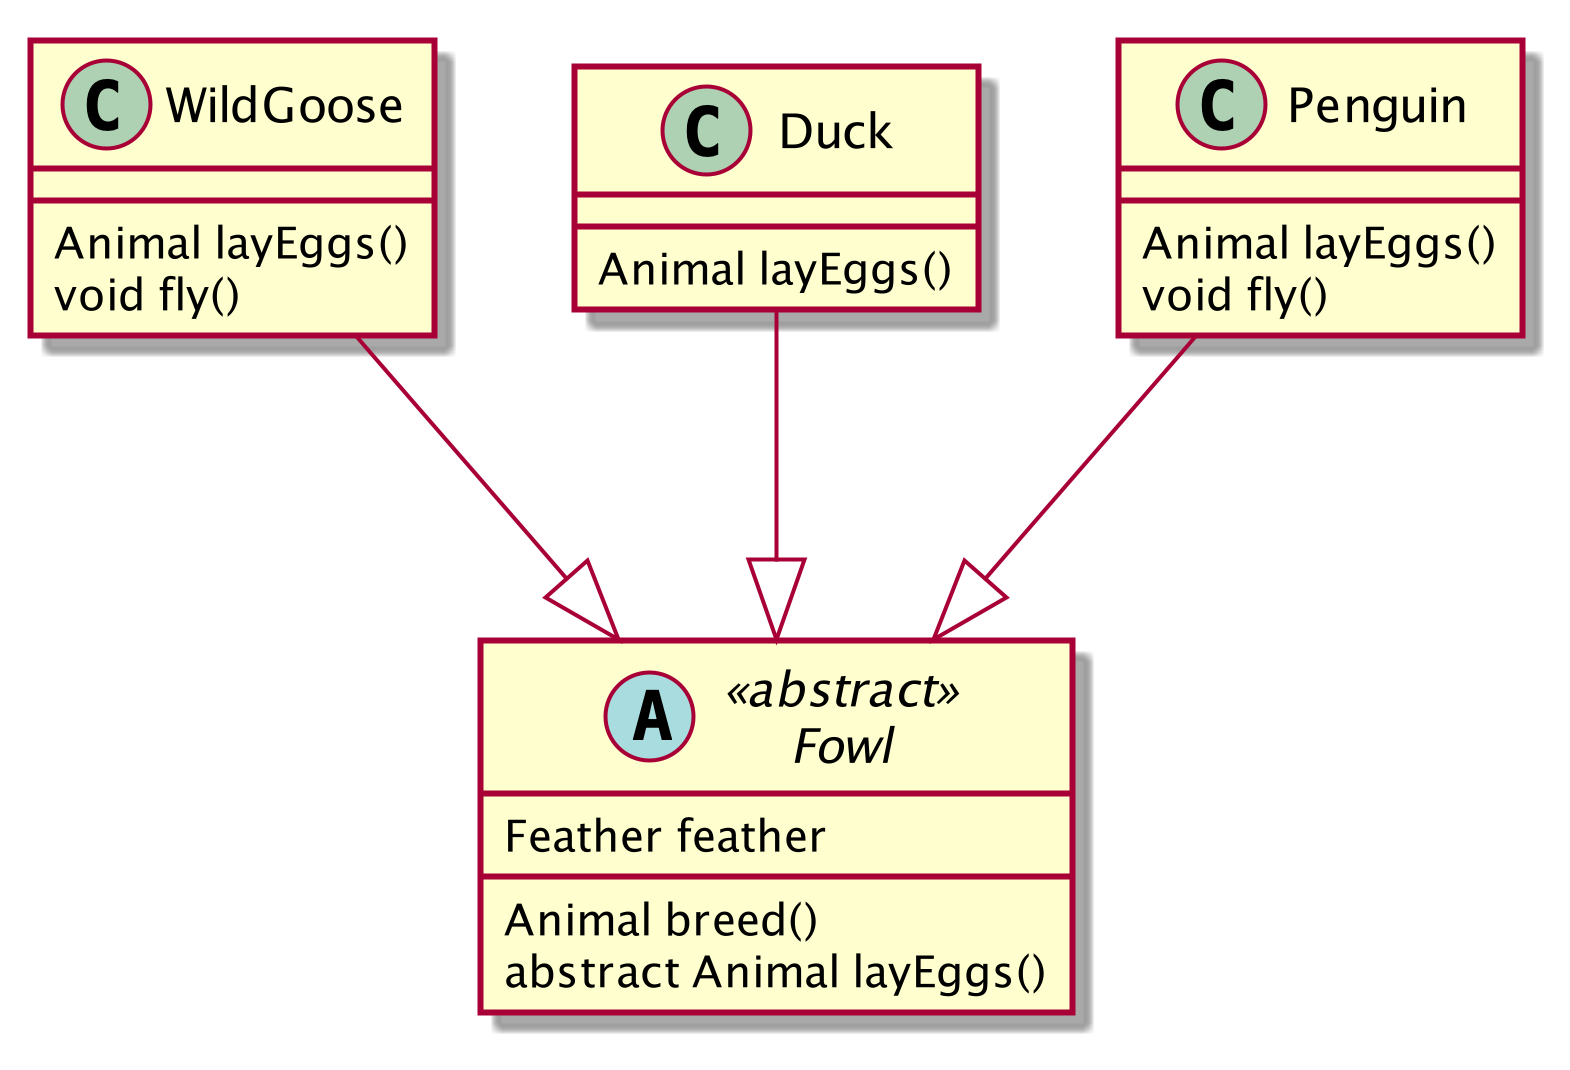 C WildGoose
Animal layEggs()
void fly()
C Duck
Animal layEggs()
C Penguin
Animal layEggs()
void fly()
A
«abstract»
Fowl
Feather feather
Animal breed()
abstract Animal layEggs()